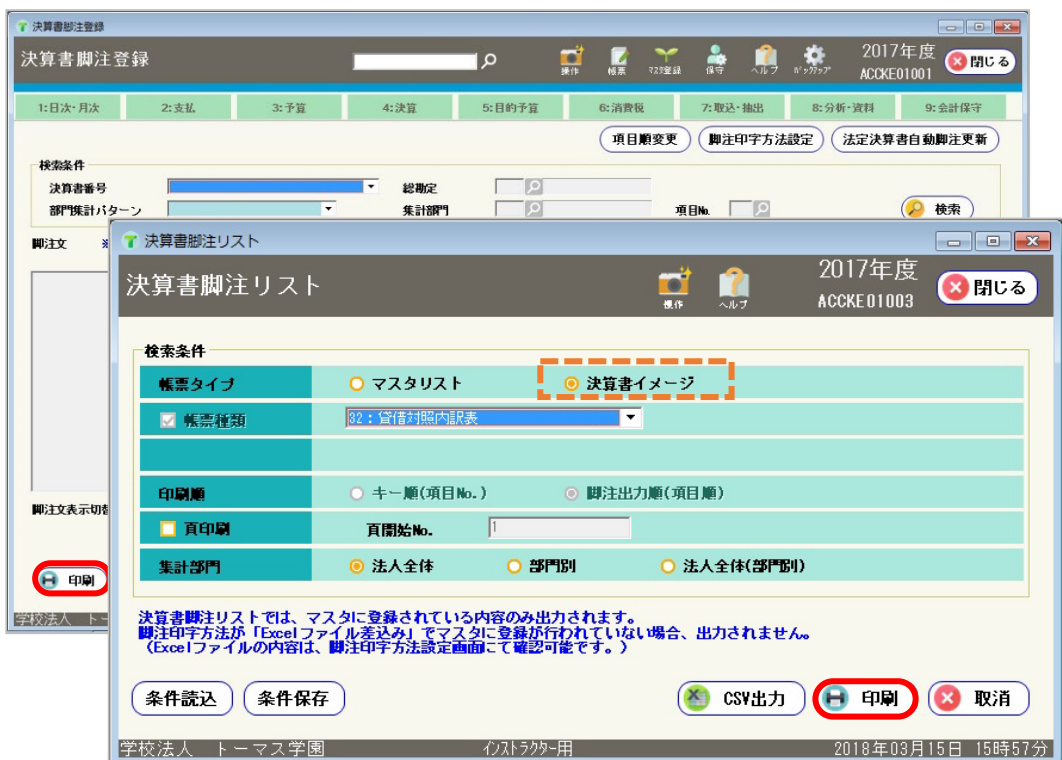 決算書脚注登録
決算書脚注登録
操作 帳票 マスタ登録 保守 ヘルプ バックアップ
2017年度
ACCKE01001
閉じる
1:日次・月次 2:支払 3:予算 4:決算 5:目的予算 6:消費税 7:取込・抽出 8:分析・資料 9:会計保守
項目順変更 脚注印字方法設定 法定決算書自動脚注更新
検索条件
決算書番号 総勘定
部門集計パターン 集計部門 項目No. 検索
脚注文 ※
脚注文表示切替
印刷
学校法人 トー
決算書脚注リスト
決算書脚注リスト
操作 ヘルプ
2017年度
ACCKE01003
閉じる
検索条件
帳票タイプ マスタリスト 決算書イメージ
帳票種類 32：貸借対照内訳表
印刷順 キー順(項目No.) 脚注出力順(項目順)
頁印刷 頁開始No. 1
集計部門 法人全体 部門別 法人全体(部門別)
決算書脚注リストでは、マスタに登録されている内容のみ出力されます。
脚注印字方法が「Excelファイル差込み」でマスタに登録が行われていない場合、出力されません。
（Excelファイルの内容は、脚注印字方法設定画面にて確認可能です。）
条件読込 条件保存 CSV出力 印刷 取消
学校法人 トーマス学園 インストラクター用 2018年03月15日 15時57分